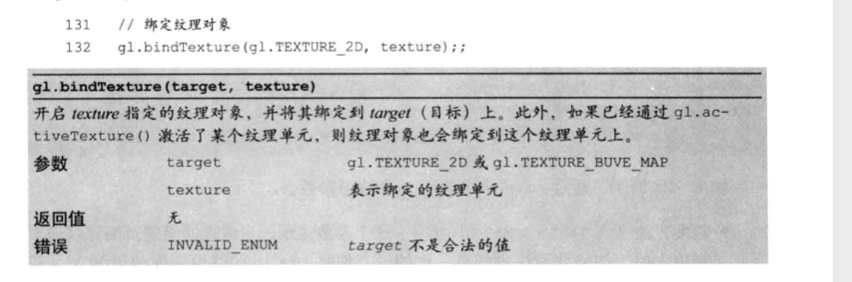 131 // 绑定纹理对象
132 gl.bindTexture(gl.TEXTURE_2D, texture);;
gl.bindTexture(target, texture)
开启 texture 指定的纹理对象，并将其绑定到 target（目标）上。此外，如果已经通过 gl.ac-
tiveTexture() 激活了某个纹理单元，则纹理对象也会绑定到这个纹理单元上。
参数 target gl.TEXTURE_2D 或 gl.TEXTURE_BUVE_MAP
texture 表示绑定的纹理单元
返回值 无
错误 INVALID_ENUM target 不是合法的值